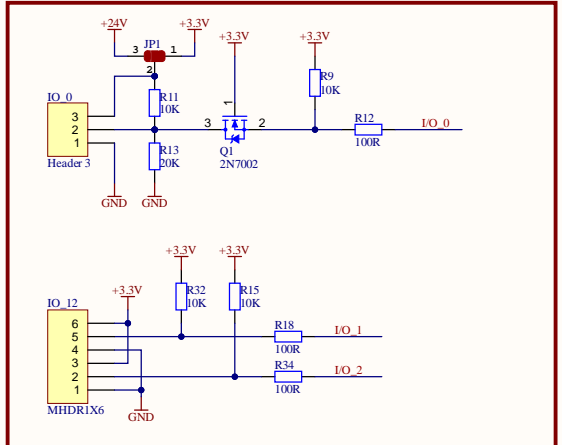 +24V +3.3V
JP1
3 1
2
+3.3V
+3.3V
R9
10K
IO_0
R11
10K
1
3
2
1
3 2
R12
100R
I/O_0
R13
20K
Q1
2N7002
Header 3
GND GND
+3.3V +3.3V
+3.3V
R32
10K
R15
10K
IO_12
6
5
4
3
2
1
R18
100R
I/O_1
R34
100R
I/O_2
MHDR1X6
GND